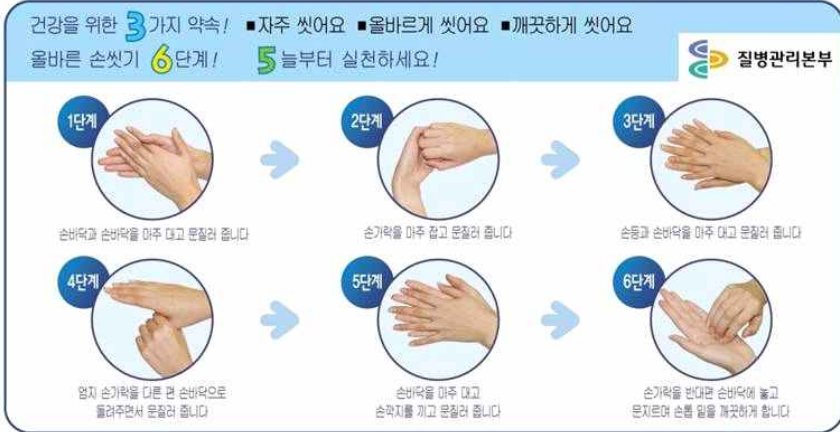 건강을 위한 3가지 약속! ■자주 씻어요 ■올바르게 씻어요 ■깨끗하게 씻어요
올바른 손씻기 6단계! 5늘부터 실천하세요!
질병관리본부
1단계
2단계
3단계
손바닥과 손바닥을 마주 대고 문질러 줍니다
손가락을 마주 잡고 문질러 줍니다
손등과 손바닥을 마주 대고 문질러 줍니다
4단계
5단계
6단계
엄지 손가락을 다른 편 손바닥으로
돌려주면서 문질러 줍니다
손바닥을 마주 대고
손깍지를 끼고 문질러 줍니다
손가락을 반대편 손바닥에 놓고
문지르며 손톱 밑을 깨끗하게 합니다